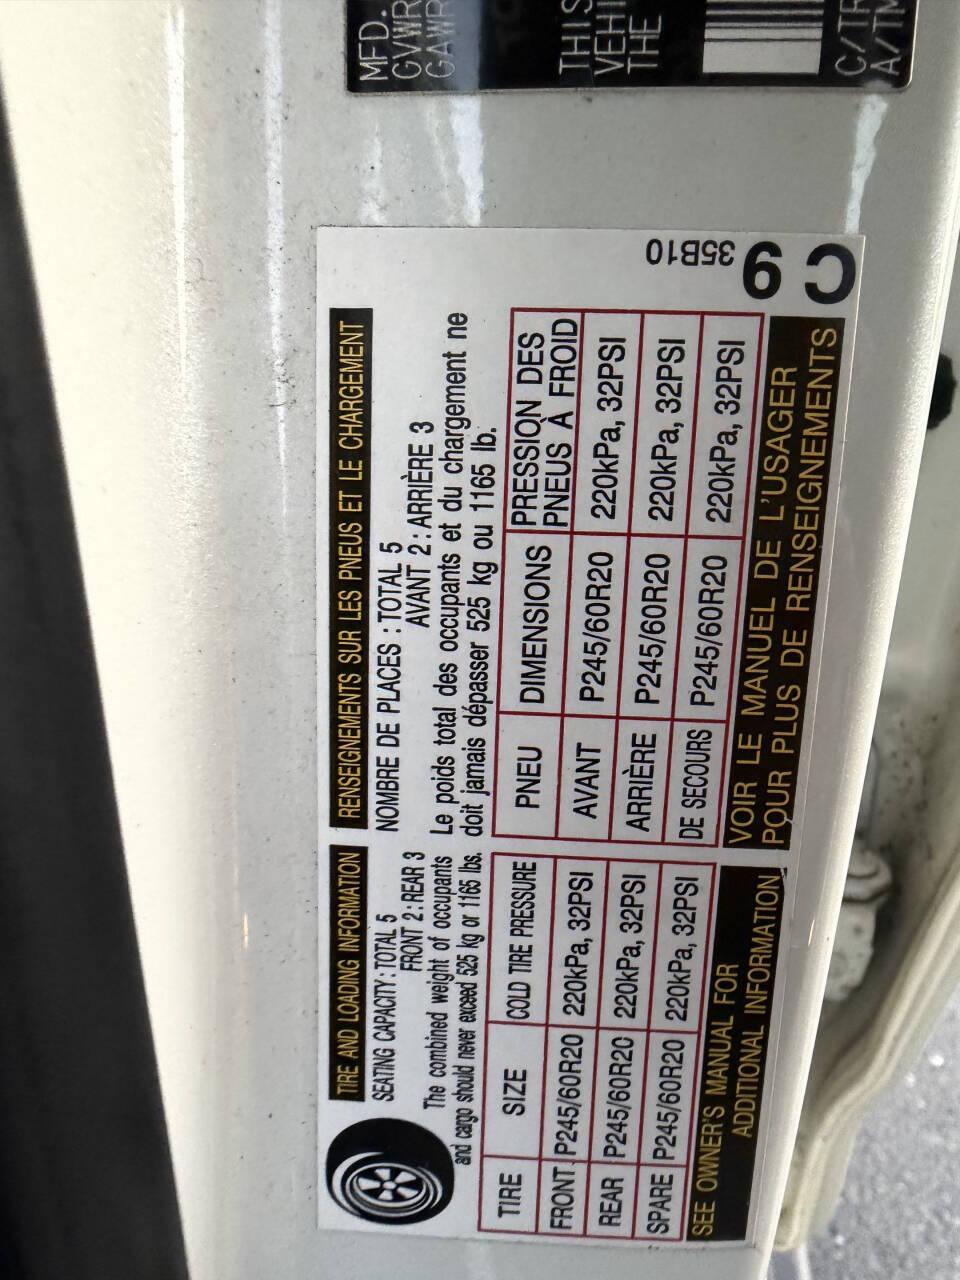 MFD.
GVWR
GAWR
THIS
VEHI
THE
C/TR
A/TM
TIRE AND LOADING INFORMATION
SEATING CAPACITY : TOTAL 5
FRONT 2 : REAR 3
The combined weight of occupants
and cargo should never exceed 525 kg or 1165 lbs.
TIRE SIZE COLD TIRE PRESSURE
FRONT P245/60R20 220kPa, 32PSI
REAR P245/60R20 220kPa, 32PSI
SPARE P245/60R20 220kPa, 32PSI
SEE OWNER'S MANUAL FOR
ADDITIONAL INFORMATION
RENSEIGNEMENTS SUR LES PNEUS ET LE CHARGEMENT
NOMBRE DE PLACES : TOTAL 5
AVANT 2 : ARRIÈRE 3
Le poids total des occupants et du chargement ne
doit jamais dépasser 525 kg ou 1165 lb.
PNEU DIMENSIONS PRESSION DES
PNEUS À FROID
AVANT P245/60R20 220kPa, 32PSI
ARRIÈRE P245/60R20 220kPa, 32PSI
DE SECOURS P245/60R20 220kPa, 32PSI
VOIR LE MANUEL DE L'USAGER
POUR PLUS DE RENSEIGNEMENTS
35B10
C 9